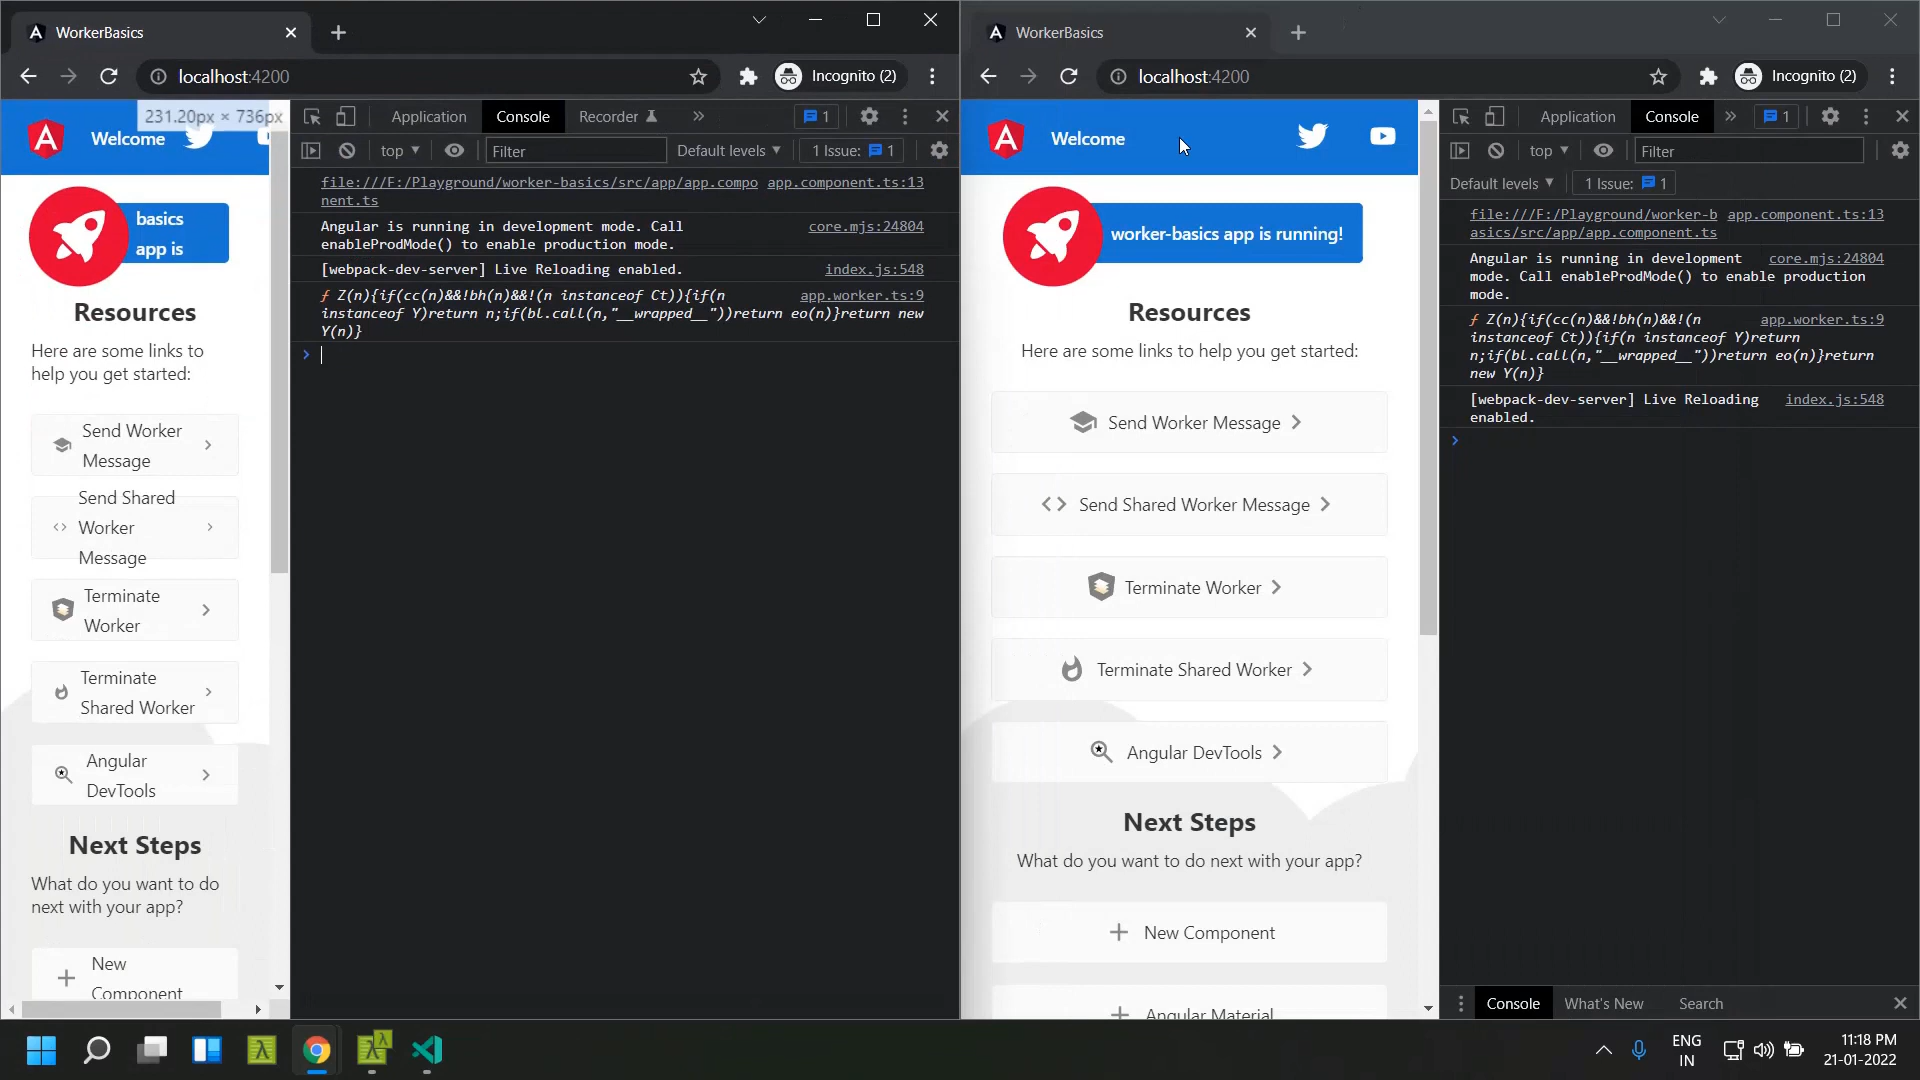 WorkerBasics
localhost:4200
Incognito (2)
231.20px × 736px
Welcome
basics
app is
Resources
Here are some links to
help you get started:
Send Worker
Message
Send Shared
Worker
Message
Terminate
Worker
Terminate
Shared Worker
Angular
DevTools
Next Steps
What do you want to do
next with your app?
New
Component
Application
Console
Recorder
1
top
Filter
Default levels
1 Issue: 1
file:///F:/Playground/worker-basics/src/app/app.compo app.component.ts:13
nent.ts
Angular is running in development mode. Call core.mjs:24804
enableProdMode() to enable production mode.
[webpack-dev-server] Live Reloading enabled. index.js:548
ƒ Z(n){if(cc(n)&&!bh(n)&&!(n app.worker.ts:9
instanceof Ct)){if(n
instanceof Y)return n;if(bl.call(n,"__wrapped__"))return eo(n)}return new
Y(n)}
WorkerBasics
localhost:4200
Incognito (2)
Welcome
worker-basics app is running!
Resources
Here are some links to help you get started:
Send Worker Message
Send Shared Worker Message
Terminate Worker
Terminate Shared Worker
Angular DevTools
Next Steps
What do you want to do next with your app?
New Component
Angular Material
Application
Console
1
top
Filter
Default levels
1 Issue: 1
file:///F:/Playground/worker-b app.component.ts:13
asics/src/app/app.component.ts
Angular is running in development core.mjs:24804
mode. Call enableProdMode() to enable production
mode.
ƒ Z(n){if(cc(n)&&!bh(n)&&!(n app.worker.ts:9
instanceof Ct)){if(n instanceof Y)return
n;if(bl.call(n,"__wrapped__"))return eo(n)}return
new Y(n)}
[webpack-dev-server] Live Reloading index.js:548
enabled.
Console
What's New
Search
ENG
IN
11:18 PM
21-01-2022